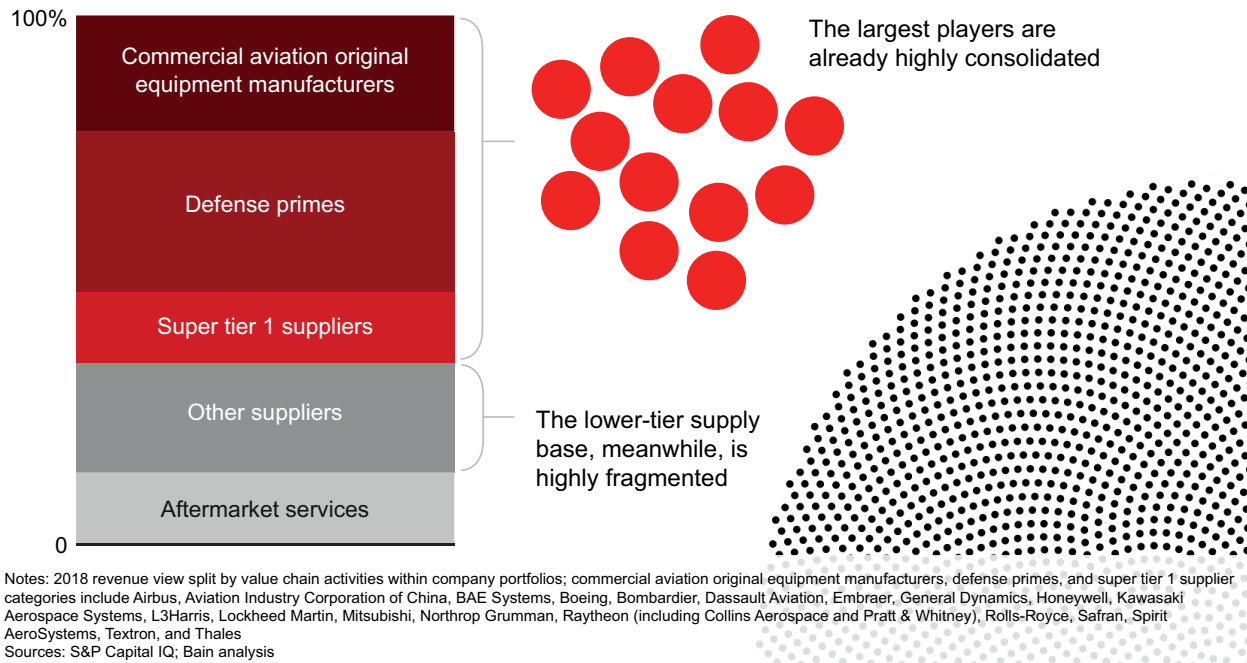 100%
Commercial aviation original
equipment manufacturers
Defense primes
Super tier 1 suppliers
Other suppliers
Aftermarket services
0
The largest players are
already highly consolidated
The lower-tier supply
base, meanwhile, is
highly fragmented
Notes: 2018 revenue view split by value chain activities within company portfolios; commercial aviation original equipment manufacturers, defense primes, and super tier 1 supplier
categories include Airbus, Aviation Industry Corporation of China, BAE Systems, Boeing, Bombardier, Dassault Aviation, Embraer, General Dynamics, Honeywell, Kawasaki
Aerospace Systems, L3Harris, Lockheed Martin, Mitsubishi, Northrop Grumman, Raytheon (including Collins Aerospace and Pratt & Whitney), Rolls-Royce, Safran, Spirit
AeroSystems, Textron, and Thales
Sources: S&P Capital IQ; Bain analysis